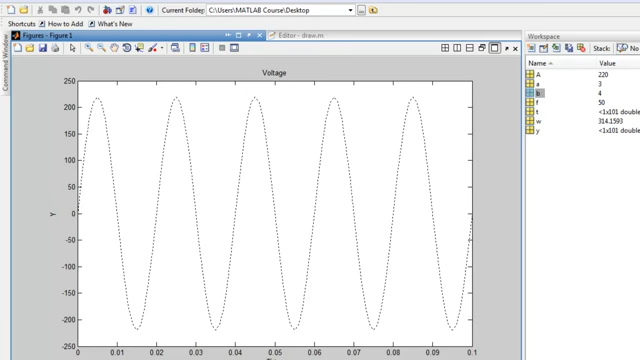 Current Folder: C:\Users\MATLAB Course\Desktop
Shortcuts How to Add What's New
Command Window
Figures - Figure 1
Editor - draw.m
Workspace
Stack: No
Name Value
A 220
a 3
b 4
f 50
t <1x101 double
w 314.1593
y <1x101 double
Voltage
250
200
150
100
50
0
-50
-100
-150
-200
-250
Y
0 0.01 0.02 0.03 0.04 0.05 0.06 0.07 0.08 0.09 0.1